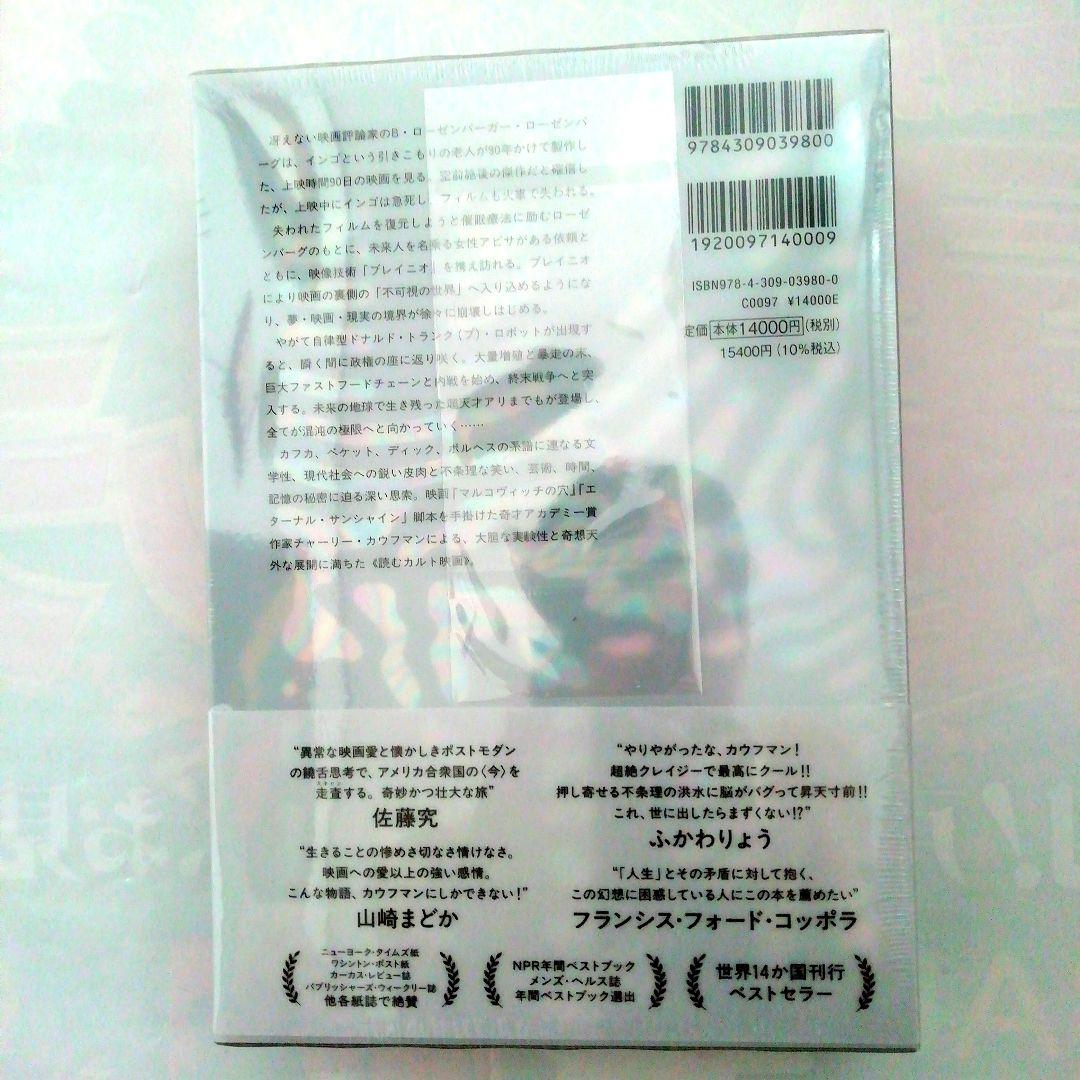 冴えない映画評論家のB・ローゼンバーガー・ローゼンバ
ーグは、インゴという引きこもりの老人が90年かけて製作し
た、上映時間90日の映画を見る。空前絶後の傑作だと確信し
たが、上映中にインゴは急死し、フィルムも火事で失われる。
失われたフィルムを復元しようと催眠療法に励むローゼ
ンバーグのもとに、未来人を名乗る女性アビサがある依頼と
ともに、映像技術「ブレイニオ」を携え訪れる。ブレイニオ
により映画の裏側の「不可視の世界」へ入り込めるようにな
り、夢・映画・現実の境界が徐々に崩壊しはじめる。
やがて自律型ドナルド・トランク(プ)・ロボットが出現す
ると、瞬く間に政権の座に返り咲く。大量増殖と暴走の末、
巨大ファストフードチェーンと内戦を始め、終末戦争へと突
入する。未来の地球で生き残った超天才アリまでもが登場し、
全てが混沌の極限へと向かっていく……
カフカ、ベケット、ディック、ボルヘスの系譜に連なる文
学性、現代社会への鋭い皮肉と不条理な笑い、芸術、時間、
記憶の秘密に迫る深い思索。映画「マルコヴィッチの穴」「エ
ターナル・サンシャイン」脚本を手掛けた奇才アカデミー賞
作家チャーリー・カウフマンによる、大胆な実験性と奇想天
外な展開に満ちた《読むカルト映画》。
9784309039800
1920097140009
ISBN978-4-309-03980-0
C0097 ¥14000E
定価 本体14000円(税別)
15400円(10%税込)
“異常な映画愛と懐かしきポストモダン
の饒舌思考で、アメリカ合衆国の〈今〉を
走査する。奇妙かつ壮大な旅”
スキャン
佐藤究
“生きることの惨めさ切なさ情けなさ。
映画への愛以上の強い感情。
こんな物語、カウフマンにしかできない!”
山崎まどか
“やりやがったな、カウフマン!
超絶クレイジーで最高にクール!!
押し寄せる不条理の洪水に脳がバグって昇天寸前!!
これ、世に出したらまずくない!?”
ふかわりょう
“「人生」とその矛盾に対して抱く、
この幻想に困惑している人にこの本を薦めたい”
フランシス・フォード・コッポラ
ニューヨーク・タイムズ紙
ワシントン・ポスト紙
カーカス・レビュー誌
パブリッシャーズ・ウィークリー誌
他各紙誌で絶賛
NPR年間ベストブック
メンズ・ヘルス誌
年間ベストブック選出
世界14か国刊行
ベストセラー